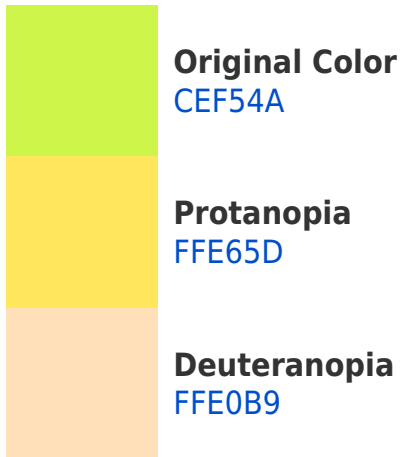 Original Color
CEF54A
Protanopia
FFE65D
Deuteranopia
FFE0B9